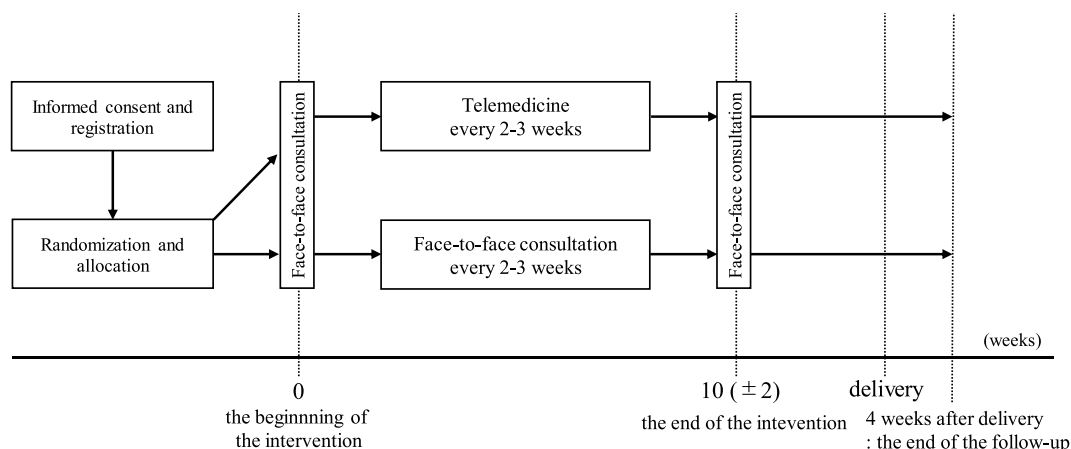 Informed consent and
registration
Randomization and
allocation
Face-to-face consultation
Telemedicine
every 2-3 weeks
Face-to-face consultation
every 2-3 weeks
Face-to-face consultation
(weeks)
0
the beginnning of
the intervention
10 (±2)
the end of the intevention
delivery
4 weeks after delivery
: the end of the follow-up